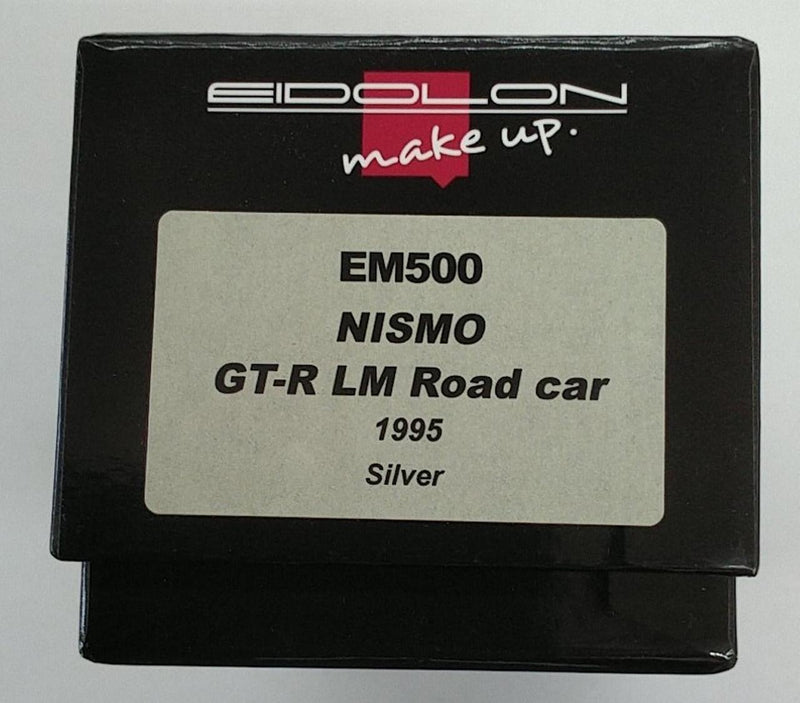 EIDOLON
make up.
EM500
NISMO
GT-R LM Road car
1995
Silver